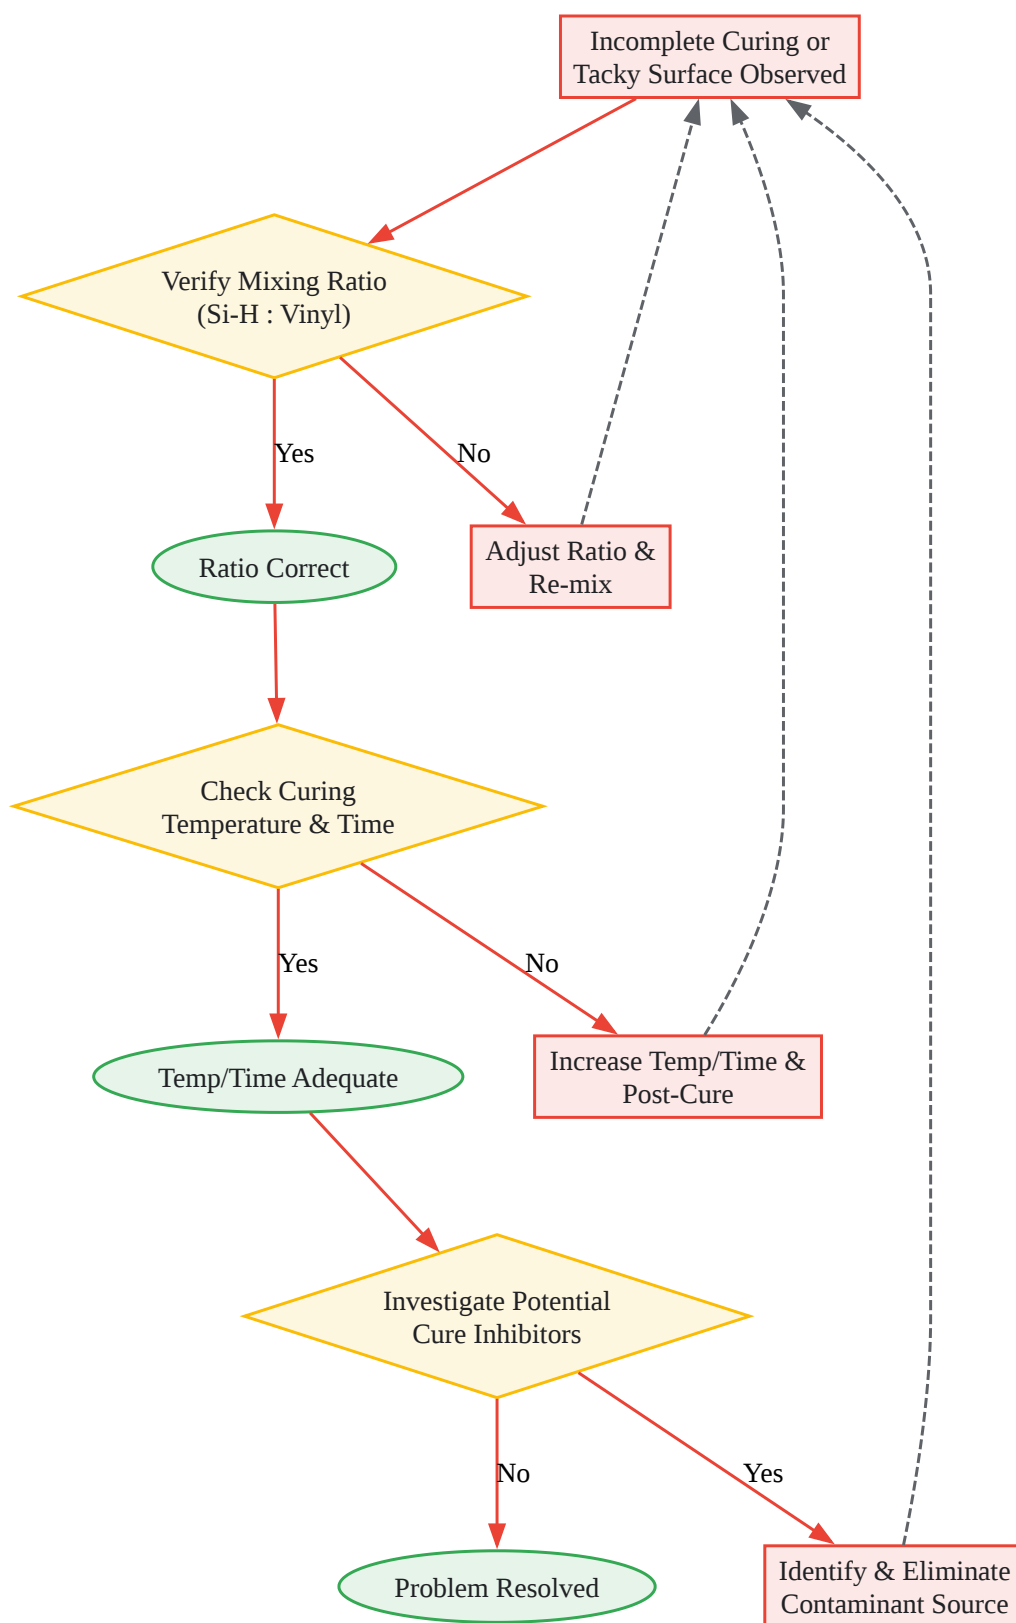 Incomplete Curing or
Tacky Surface Observed
Verify Mixing Ratio
(Si-H : Vinyl)
Yes
No
Ratio Correct
Adjust Ratio &
Re-mix
Check Curing
Temperature & Time
Yes
No
Temp/Time Adequate
Increase Temp/Time &
Post-Cure
Investigate Potential
Cure Inhibitors
No
Yes
Problem Resolved
Identify & Eliminate
Contaminant Source